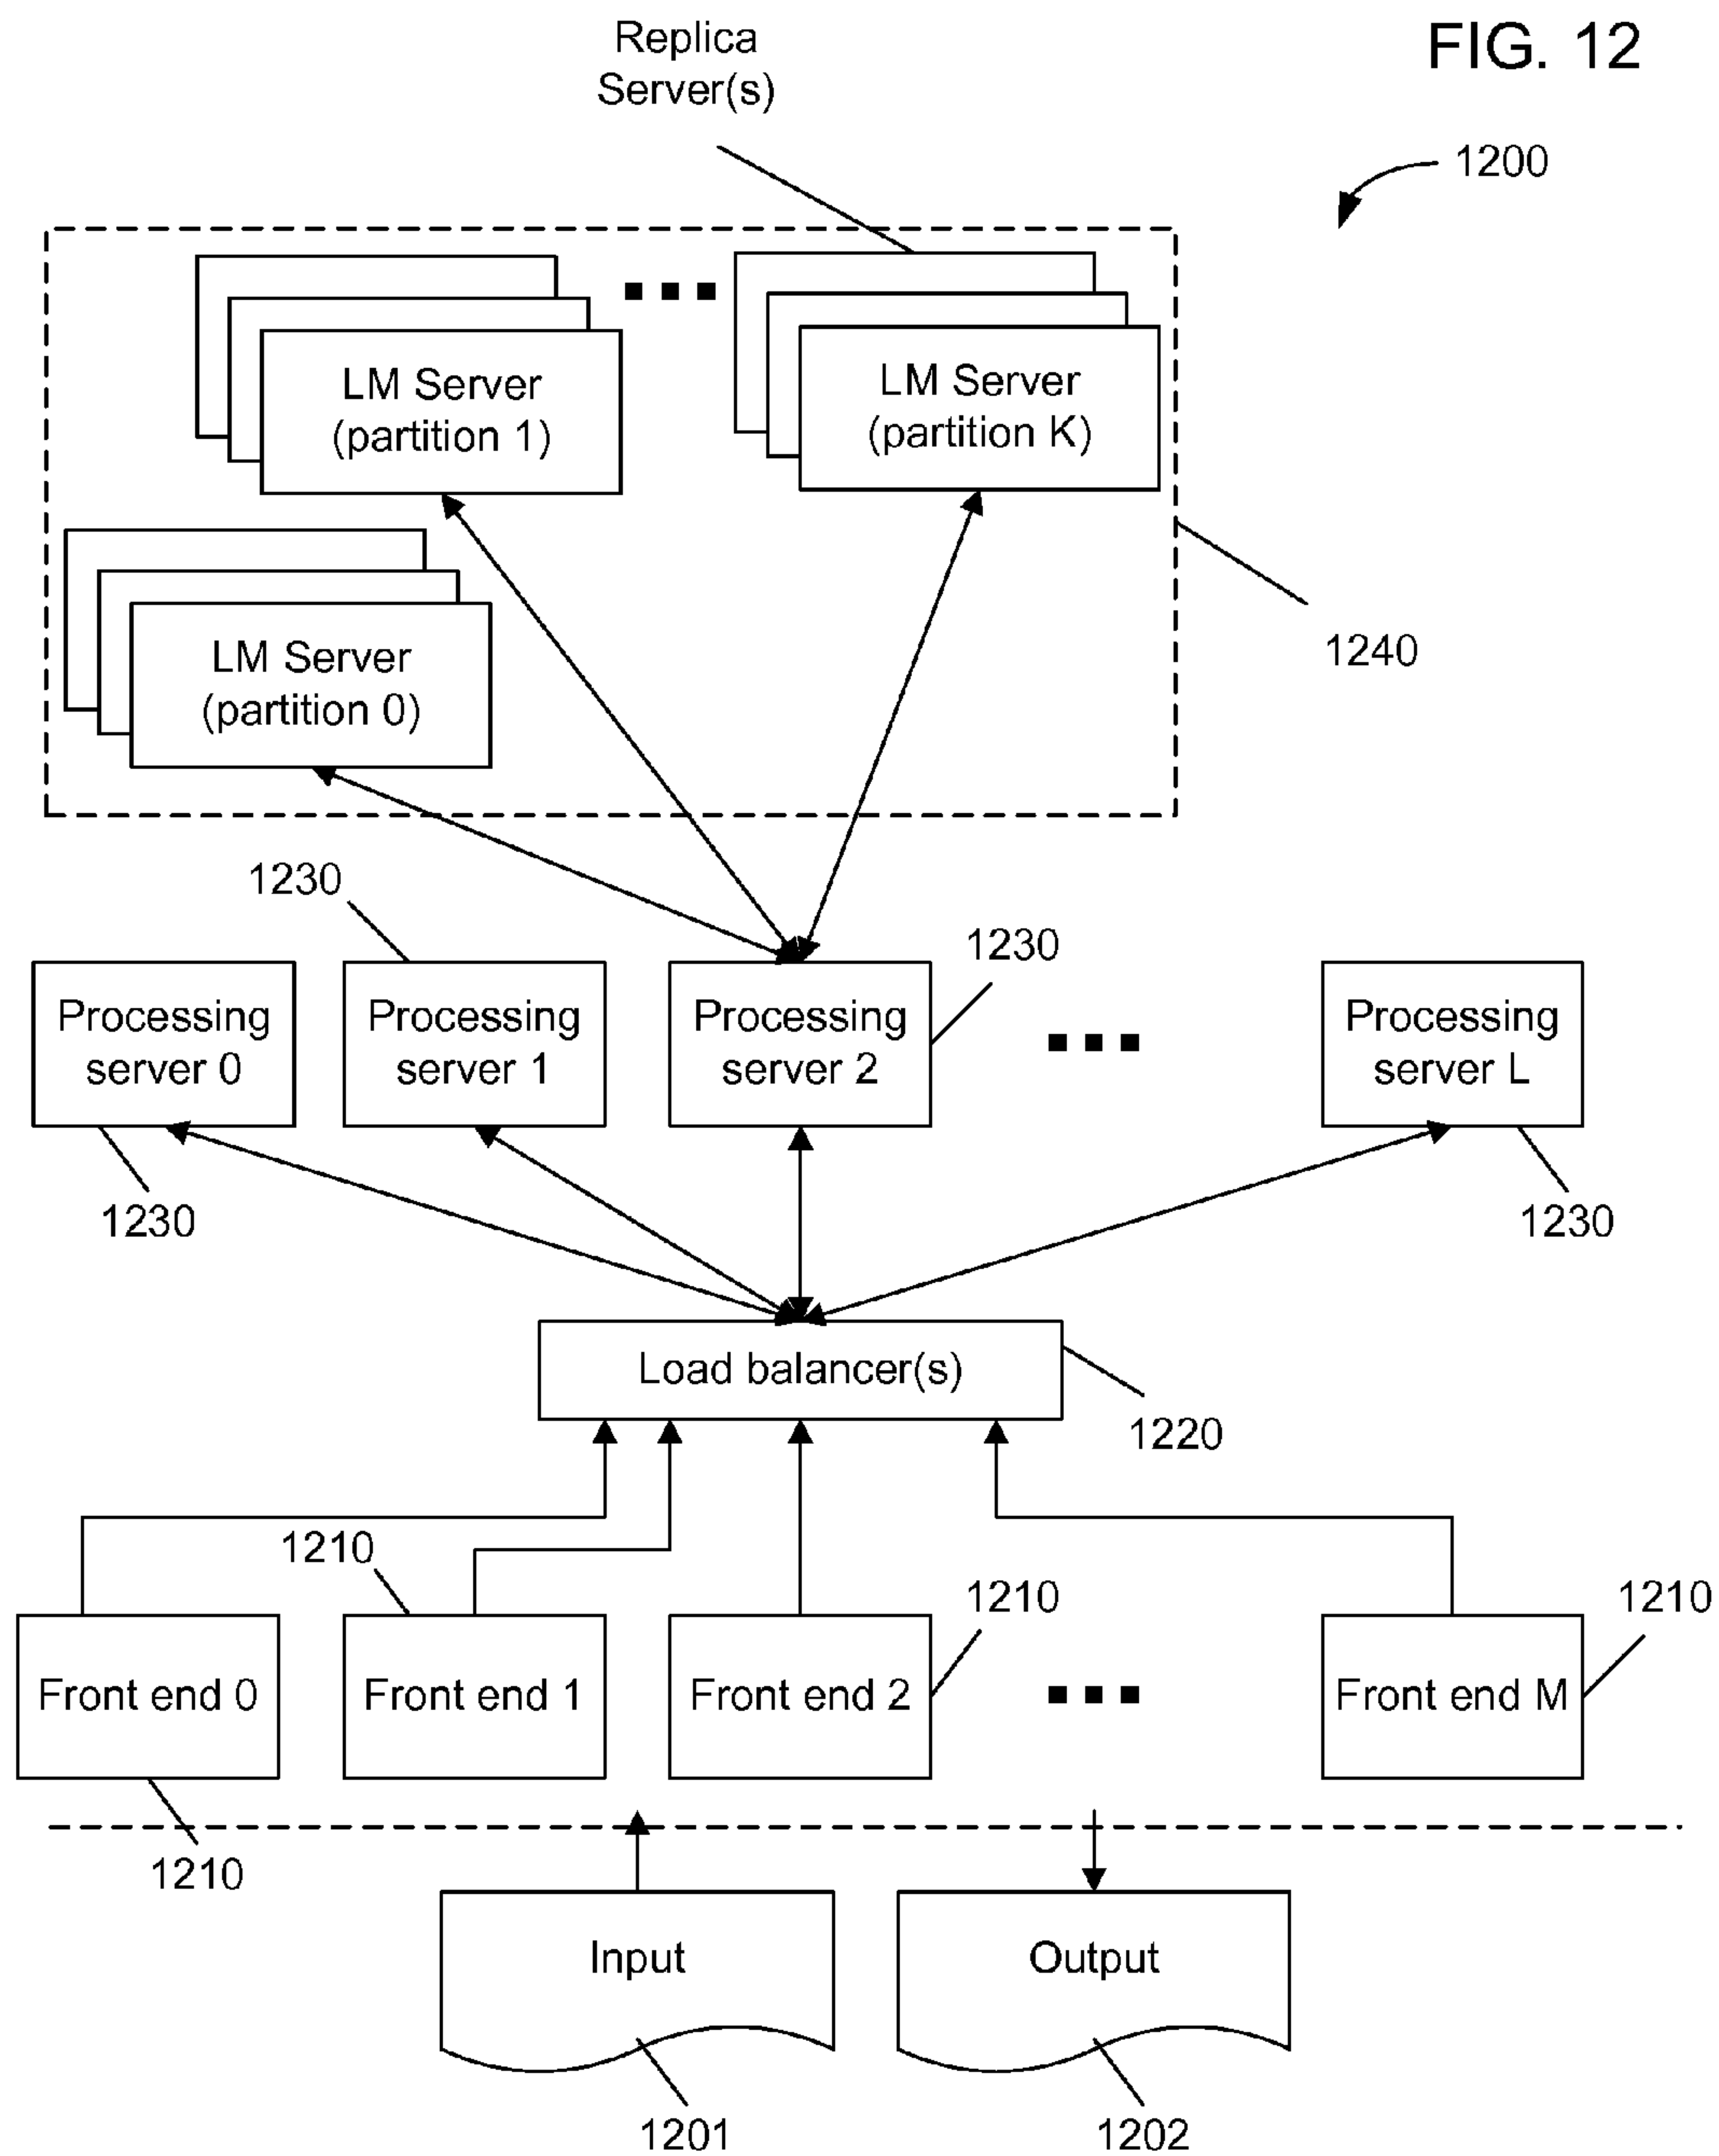 FIG. 12
Replica
Server(s)
1200
LM Server
(partition 1)
LM Server
(partition K)
LM Server
(partition 0)
1240
1230
1230
Processing
server 0
Processing
server 1
Processing
server 2
Processing
server L
1230
1230
Load balancer(s)
1220
1210
1210
1210
Front end 0
Front end 1
Front end 2
Front end M
1210
Input
Output
1201
1202